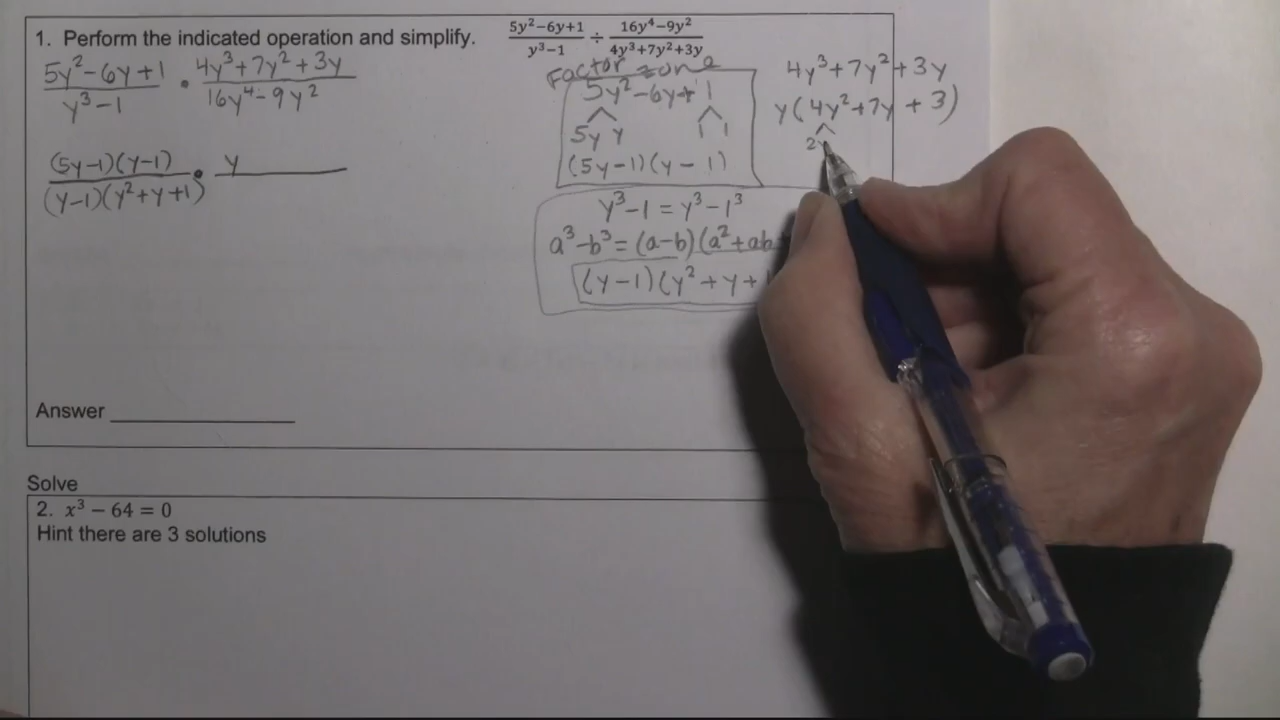 1. Perform the indicated operation and simplify. (5y²−6y+1)/(y³−1) ÷ (16y⁴−9y²)/(4y³+7y²+3y)
(5y²−6y+1)/(y³−1) • (4y³+7y²+3y)/(16y⁴−9y²)
((5y−1)(y−1))/((y−1)(y²+y+1)) • y
Factor zone
5y²−6y+1
5y y 1 1
(5y−1)(y−1)
y³−1 = y³−1³
a³−b³ = (a−b)(a²+ab
(y−1)(y²+y+
4y³+7y²+3y
y(4y²+7y+3)
2y
Answer
Solve
2. x³ − 64 = 0
Hint there are 3 solutions